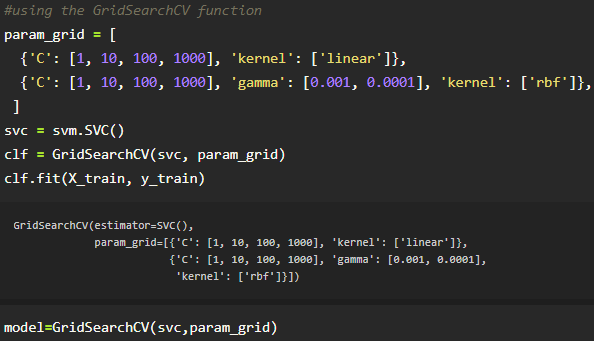 #using the GridSearchCV function
param_grid = [
  {'C': [1, 10, 100, 1000], 'kernel': ['linear']},
  {'C': [1, 10, 100, 1000], 'gamma': [0.001, 0.0001], 'kernel': ['rbf']},
 ]
svc = svm.SVC()
clf = GridSearchCV(svc, param_grid)
clf.fit(X_train, y_train)
GridSearchCV(estimator=SVC(),
             param_grid=[{'C': [1, 10, 100, 1000], 'kernel': ['linear']},
                         {'C': [1, 10, 100, 1000], 'gamma': [0.001, 0.0001],
                          'kernel': ['rbf']}])
model=GridSearchCV(svc,param_grid)